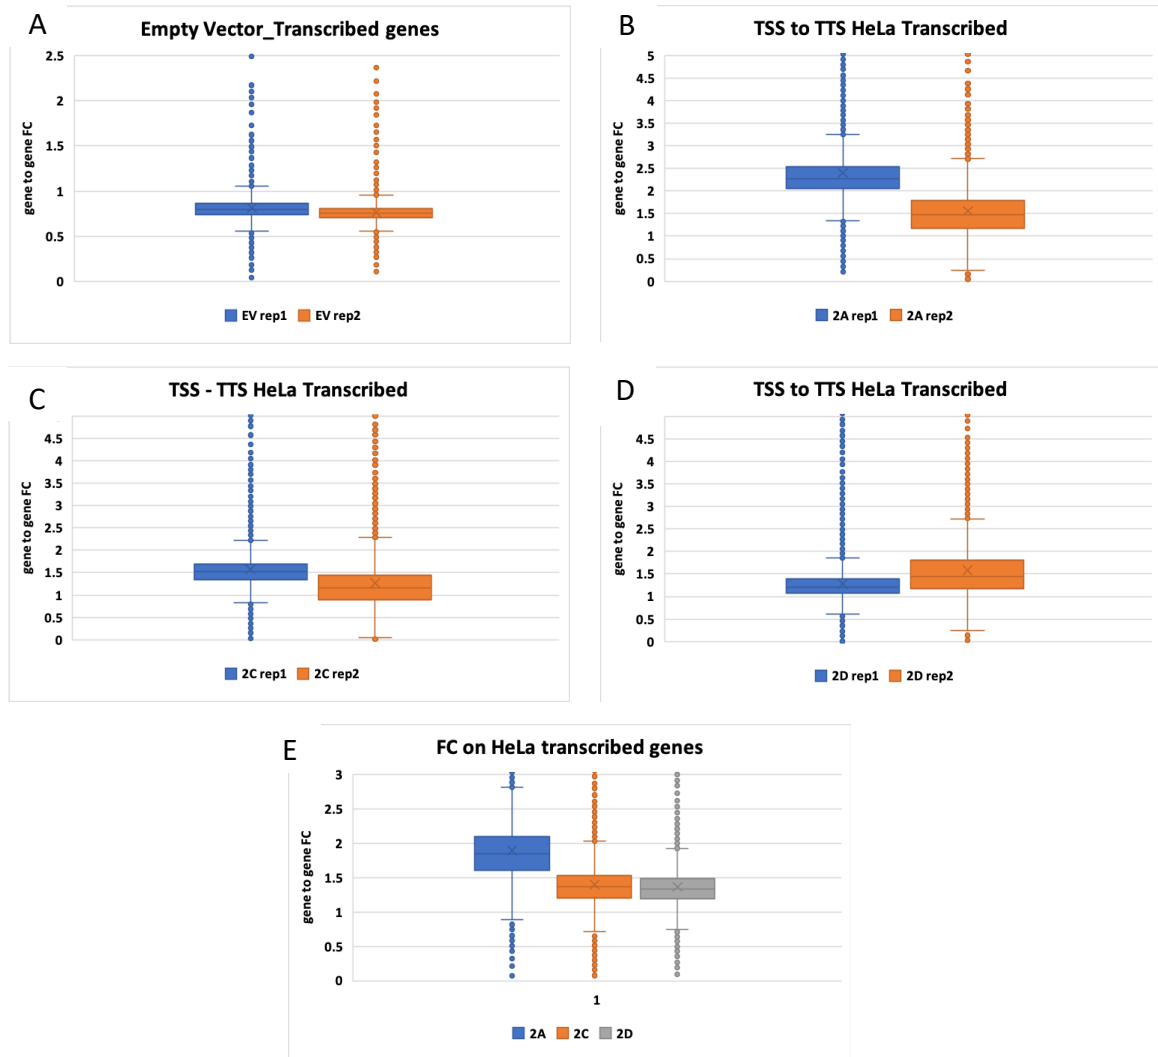 A
Empty Vector_Transcribed genes
gene to gene FC
2.5
2
1.5
1
0.5
0
EV rep1 EV rep2
B
TSS to TTS HeLa Transcribed
gene to gene FC
5
4.5
4
3.5
3
2.5
2
1.5
1
0.5
0
2A rep1 2A rep2
C
TSS - TTS HeLa Transcribed
gene to gene FC
4.5
4
3.5
3
2.5
2
1.5
1
0.5
0
2C rep1 2C rep2
D
TSS to TTS HeLa Transcribed
gene to gene FC
4.5
4
3.5
3
2.5
2
1.5
1
0.5
0
2D rep1 2D rep2
E
FC on HeLa transcribed genes
gene to gene FC
3
2.5
2
1.5
1
0.5
0
1
2A 2C 2D